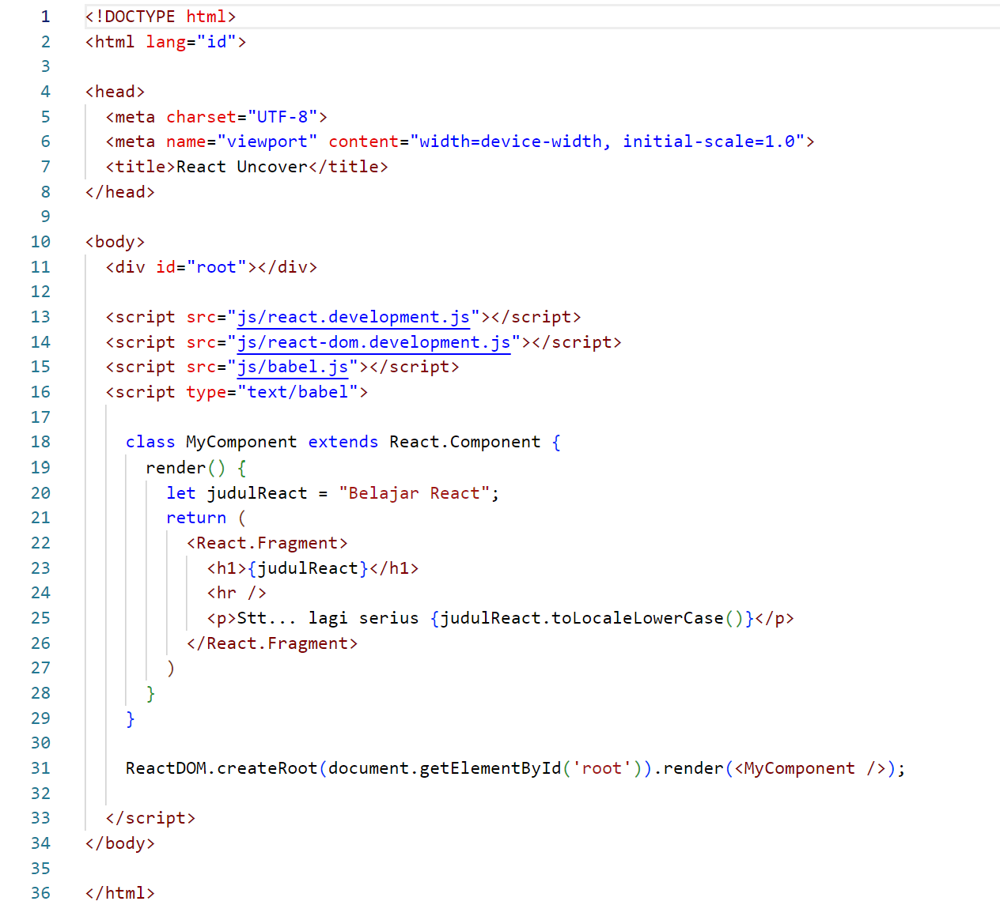 1 <!DOCTYPE html>
2 <html lang="id">
3
4 <head>
5   <meta charset="UTF-8">
6   <meta name="viewport" content="width=device-width, initial-scale=1.0">
7   <title>React Uncover</title>
8 </head>
9
10 <body>
11   <div id="root"></div>
12
13   <script src="js/react.development.js"></script>
14   <script src="js/react-dom.development.js"></script>
15   <script src="js/babel.js"></script>
16   <script type="text/babel">
17
18     class MyComponent extends React.Component {
19       render() {
20         let judulReact = "Belajar React";
21         return (
22           <React.Fragment>
23             <h1>{judulReact}</h1>
24             <hr />
25             <p>Stt... lagi serius {judulReact.toLocaleLowerCase()}</p>
26           </React.Fragment>
27         )
28       }
29     }
30
31     ReactDOM.createRoot(document.getElementById('root')).render(<MyComponent />);
32
33   </script>
34 </body>
35
36 </html>